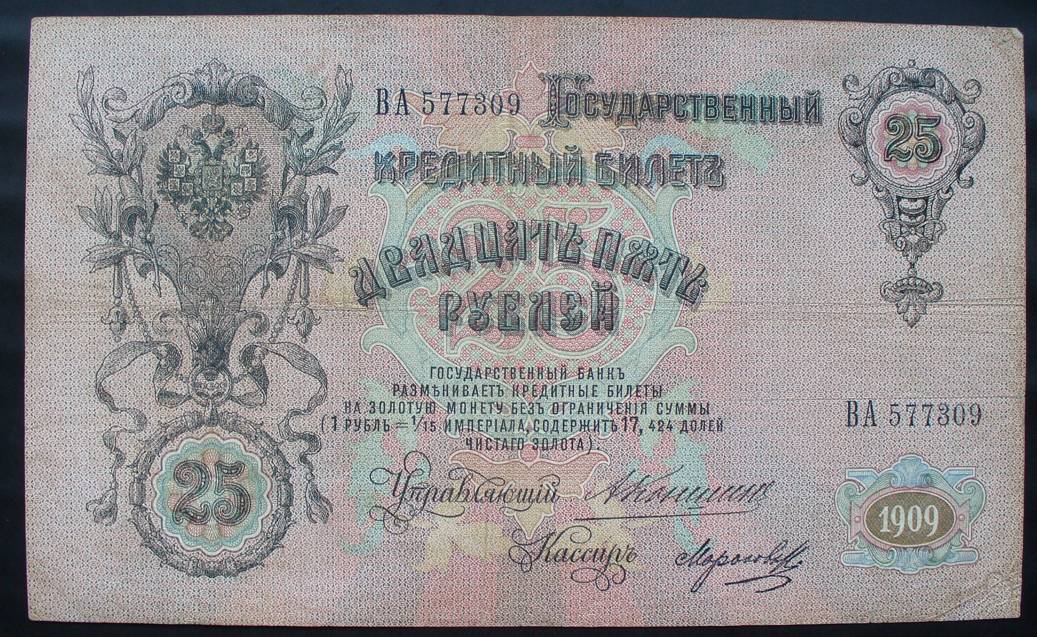 ВА 577309
Государственный
25
КРЕДИТНЫЙ БИЛЕТЪ
ДВАДЦАТЬ ПЯТЬ
РУБЛЕЙ
25
ГОСУДАРСТВЕННЫЙ БАНКЪ
РАЗМѢНИВАЕТЪ КРЕДИТНЫЕ БИЛЕТЫ
НА ЗОЛОТУЮ МОНЕТУ БЕЗЪ ОГРАНИЧЕНІЯ СУММЫ
(1 РУБЛЬ = 1/15 ИМПЕРІАЛА, СОДЕРЖИТЪ 17, 424 ДОЛЕЙ
ЧИСТАГО ЗОЛОТА)
ВА 577309
25
Управляющій
1909
Кассиръ